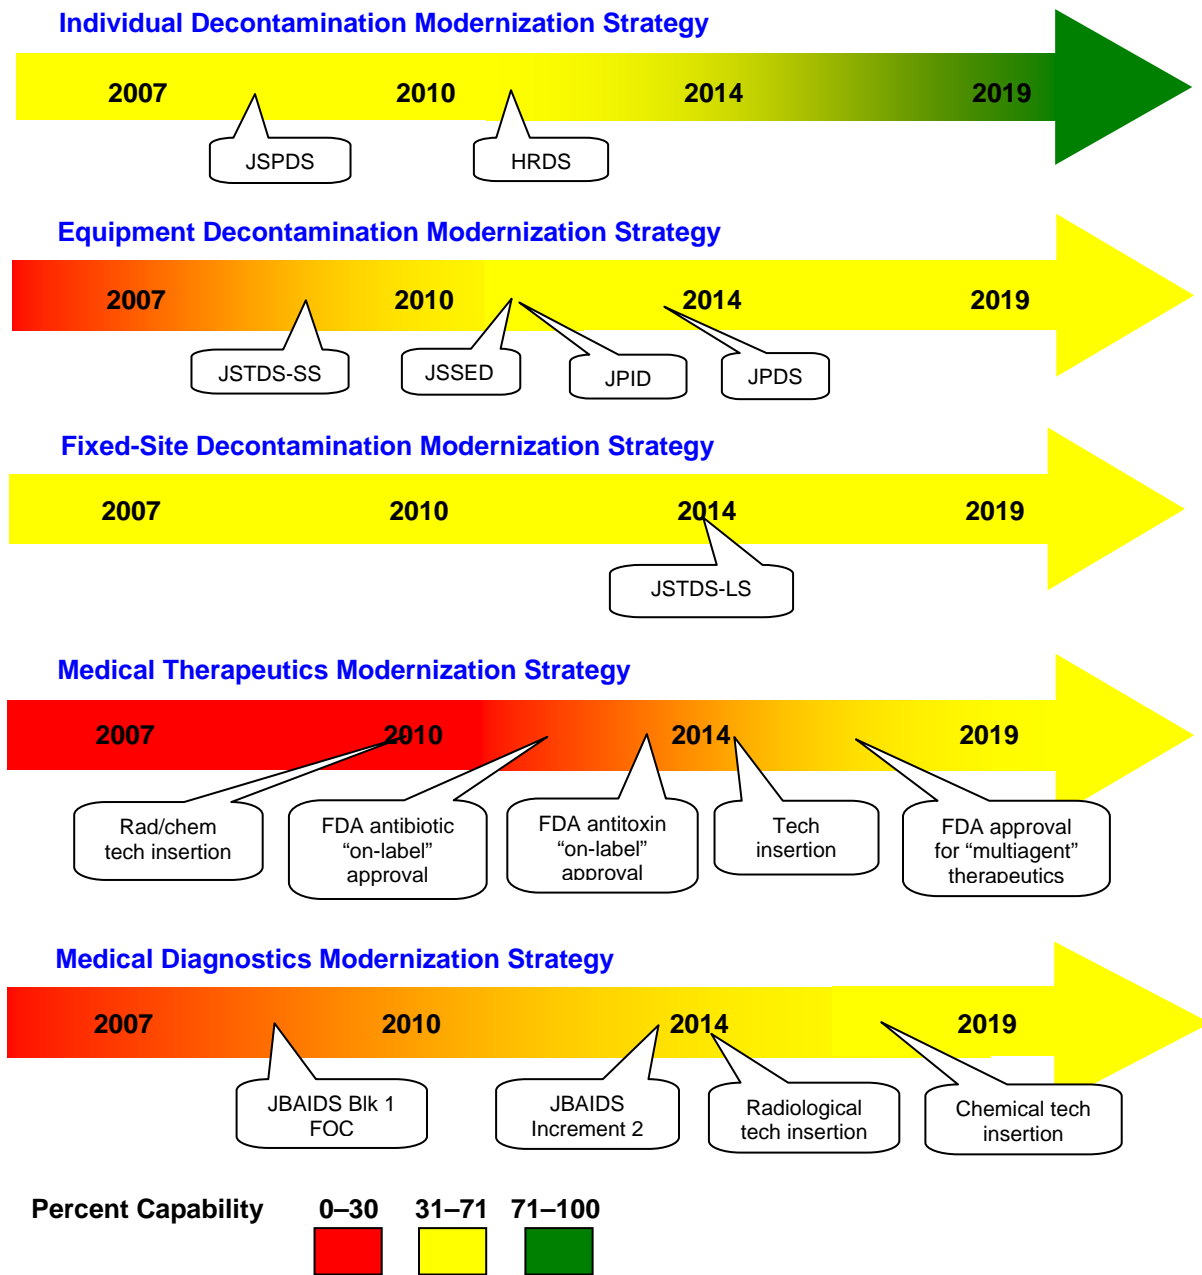 Individual Decontamination Modernization Strategy
2007 2010 2014 2019
JSPDS HRDS
Equipment Decontamination Modernization Strategy
2007 2010 2014 2019
JSTDS-SS JSSED JPID JPDS
Fixed-Site Decontamination Modernization Strategy
2007 2010 2014 2019
JSTDS-LS
Medical Therapeutics Modernization Strategy
2007 2010 2014 2019
Rad/chem
tech insertion
FDA antibiotic
“on-label”
approval
FDA antitoxin
“on-label”
approval
Tech
insertion
FDA approval
for “multiagent”
therapeutics
Medical Diagnostics Modernization Strategy
2007 2010 2014 2019
JBAIDS Blk 1
FOC
JBAIDS
Increment 2
Radiological
tech insertion
Chemical tech
insertion
Percent Capability 0–30 31–71 71–100